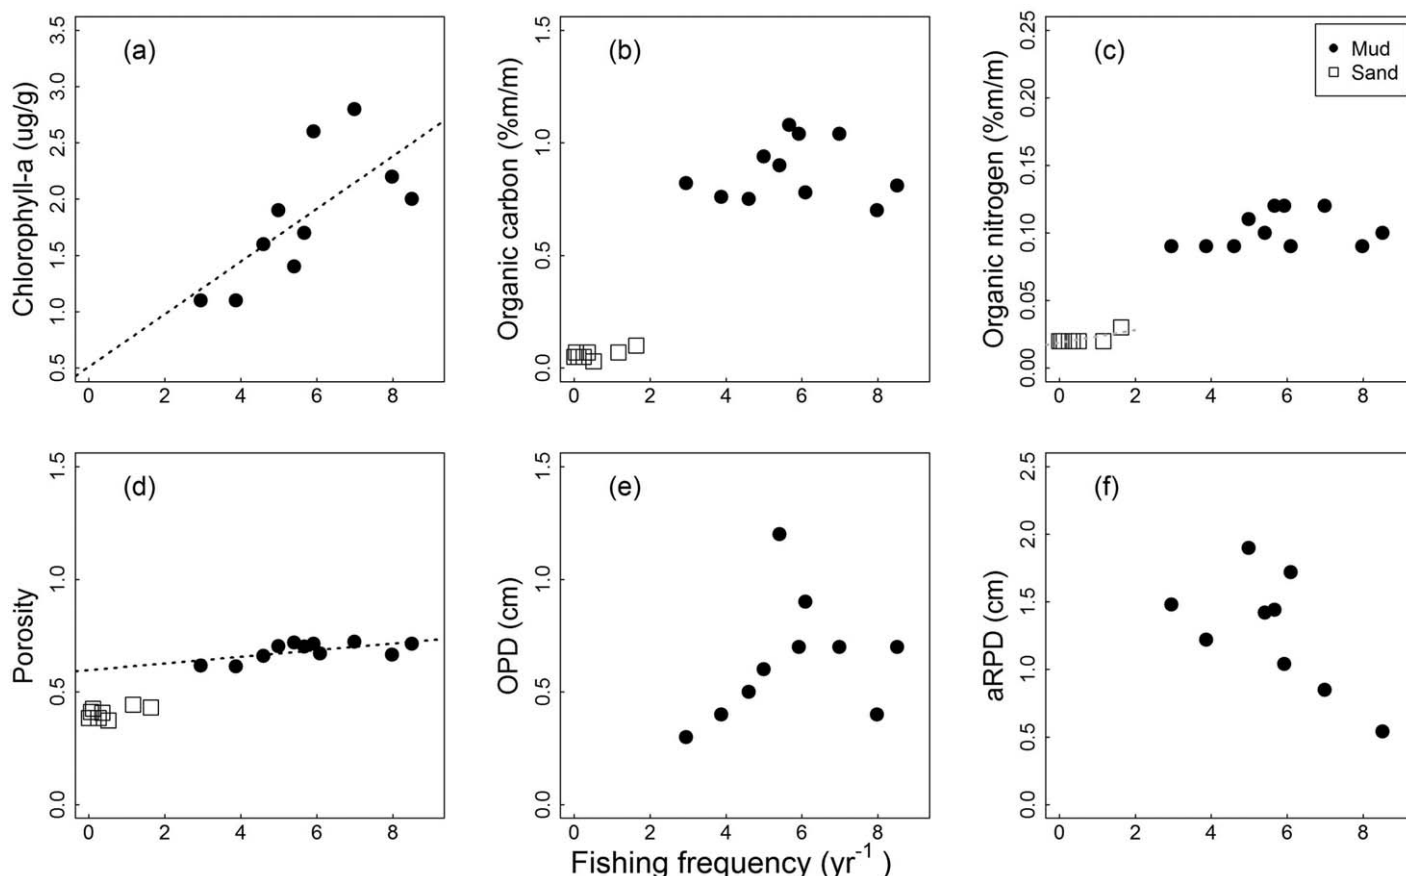 (a)
Chlorophyll-a (ug/g)
0.5 1.0 1.5 2.0 2.5 3.0 3.5
0 2 4 6 8
(b)
Organic carbon (%m/m)
0.0 0.5 1.0 1.5
0 2 4 6 8
(c)
Organic nitrogen (%m/m)
0.00 0.05 0.10 0.15 0.20 0.25
0 2 4 6 8
Mud
Sand
(d)
Porosity
0.0 0.5 1.0 1.5
0 2 4 6 8
(e)
OPD (cm)
0.0 0.5 1.0 1.5
0 2 4 6 8
(f)
aRPD (cm)
0.0 0.5 1.0 1.5 2.0 2.5
0 2 4 6 8
Fishing frequency (yr⁻¹ )